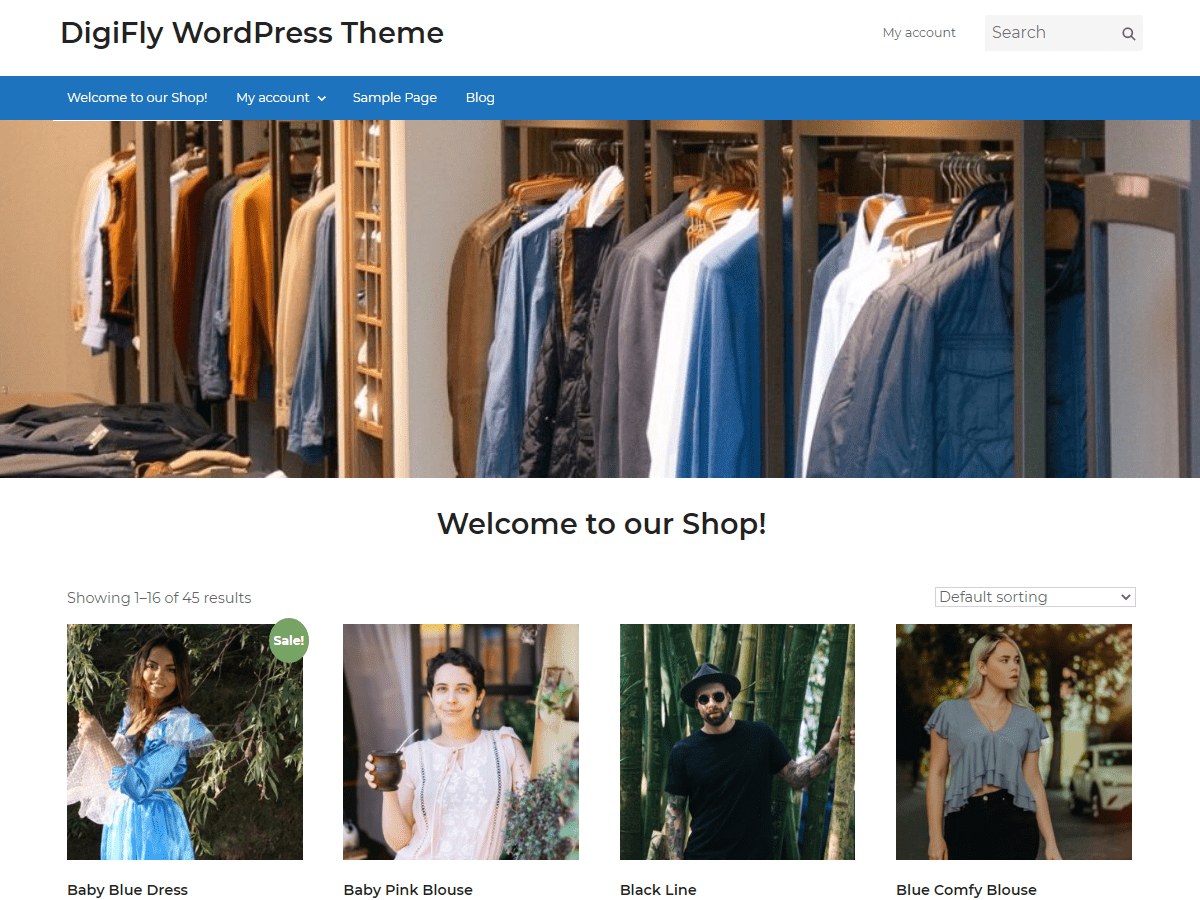 DigiFly WordPress Theme
My account
Search
Welcome to our Shop! My account Sample Page Blog
Welcome to our Shop!
Showing 1–16 of 45 results
Default sorting
Sale!
Baby Blue Dress
Baby Pink Blouse
Black Line
Blue Comfy Blouse